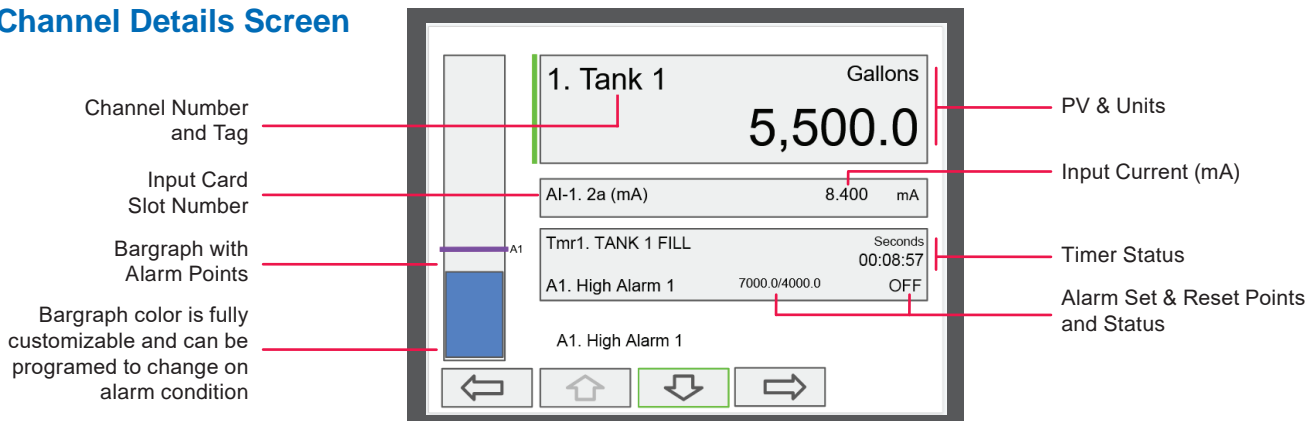 Channel Details Screen
Channel Number
and Tag
Input Card
Slot Number
Bargraph with
Alarm Points
Bargraph color is fully
customizable and can be
programed to change on
alarm condition
1. Tank 1
Gallons
5,500.0
AI-1. 2a (mA)
8.400 mA
A1
Tmr1. TANK 1 FILL
Seconds
00:08:57
A1. High Alarm 1
7000.0/4000.0
OFF
A1. High Alarm 1
PV & Units
Input Current (mA)
Timer Status
Alarm Set & Reset Points
and Status